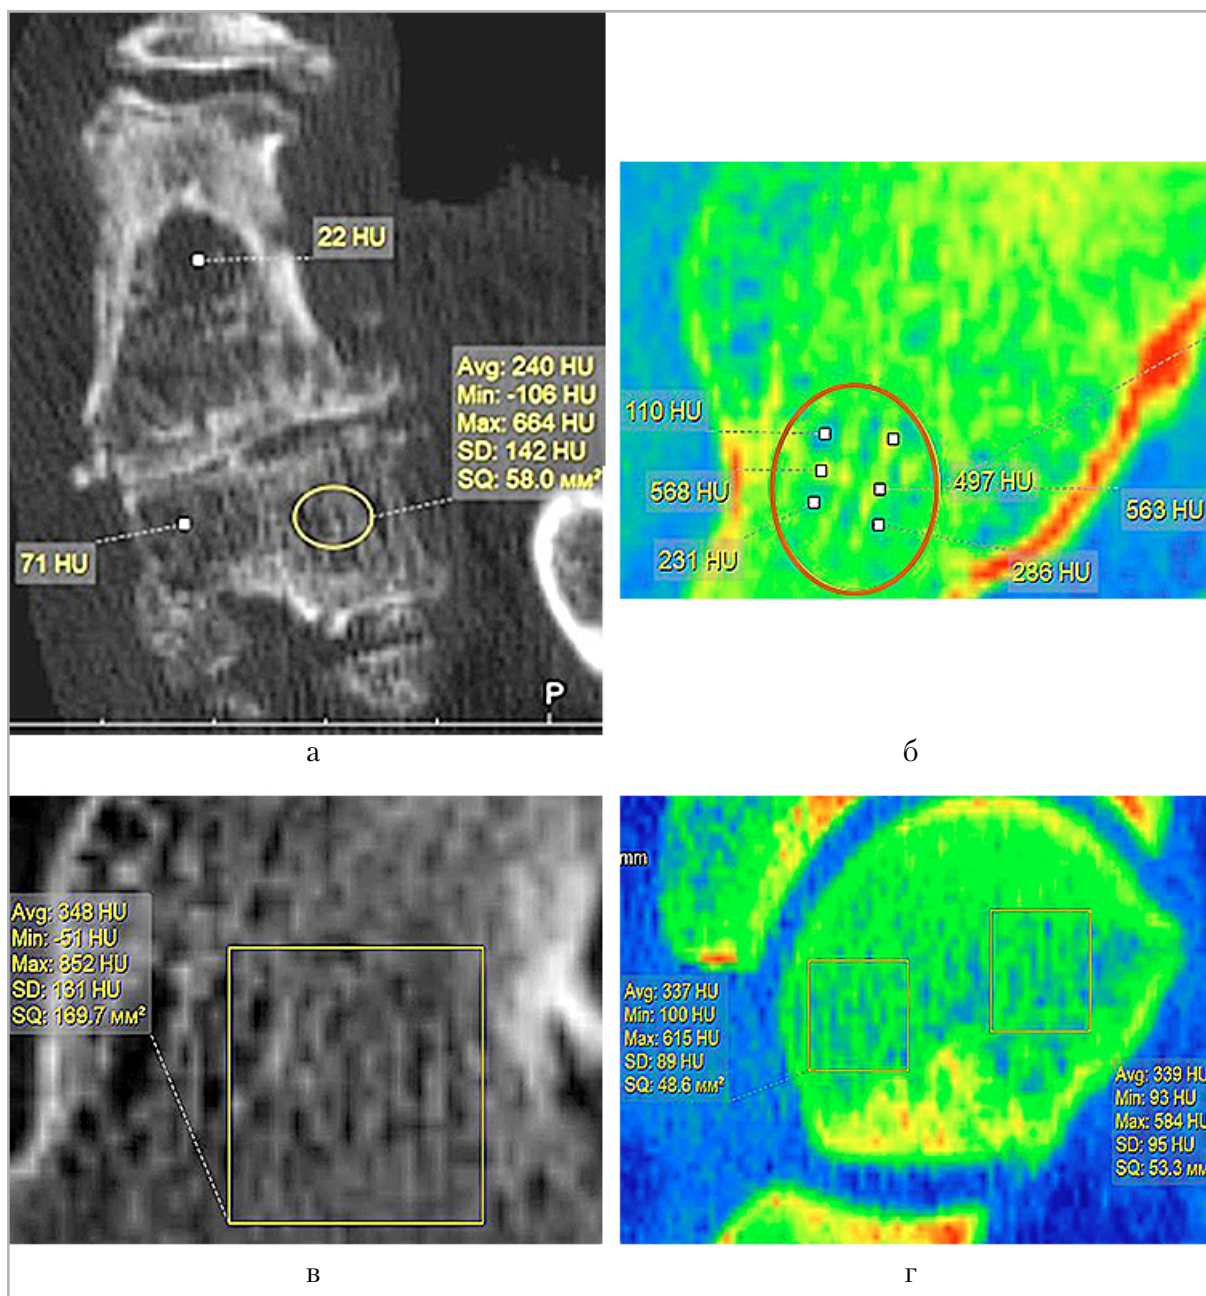 22 HU
Avg: 240 HU
Min: -106 HU
Max: 664 HU
SD: 142 HU
SQ: 58.0 мм²
71 HU
P
а
110 HU
568 HU
497 HU
563 HU
231 HU
286 HU
б
Avg: 348 HU
Min: -51 HU
Max: 852 HU
SD: 131 HU
SQ: 169.7 мм²
в
mm
Avg: 337 HU
Min: 100 HU
Max: 615 HU
SD: 89 HU
SQ: 48.6 мм²
Avg: 339 HU
Min: 93 HU
Max: 584 HU
SD: 95 HU
SQ: 53.3 мм
г